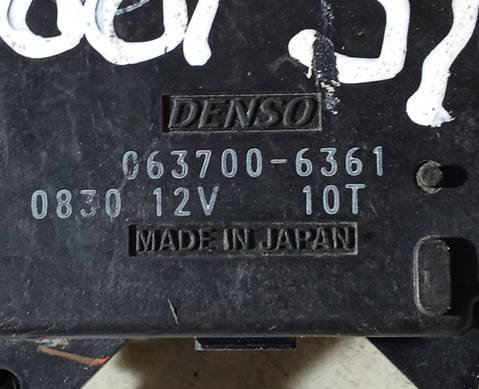 DENSO
063700-6361
0830 12V 10T
MADE IN JAPAN